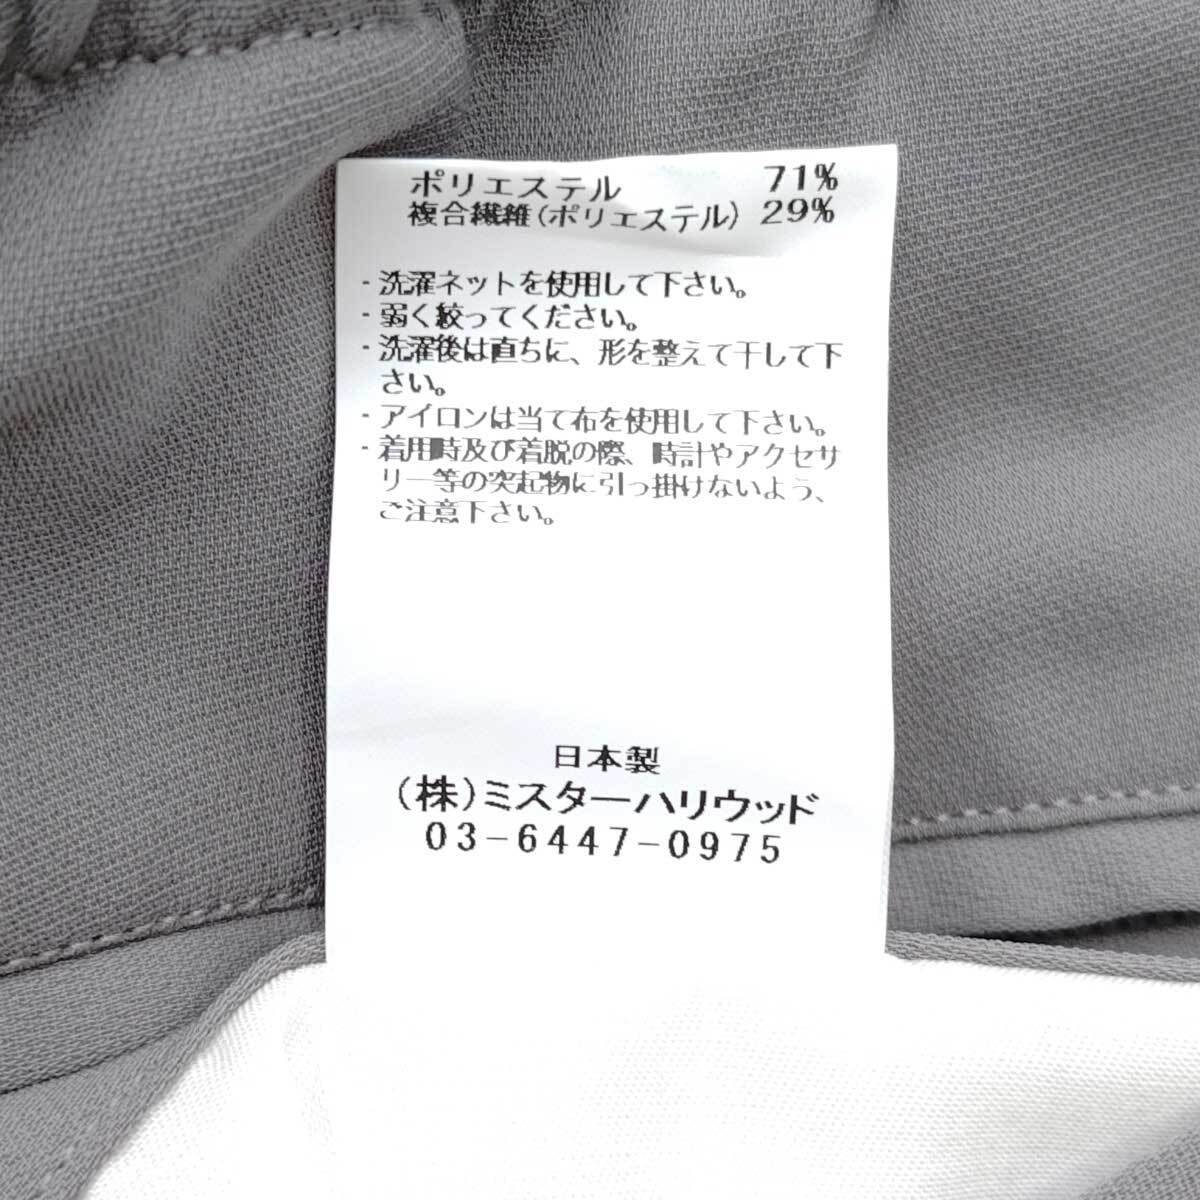 ポリエステル 71%
複合繊維(ポリエステル) 29%
・洗濯ネットを使用して下さい。
・弱く絞ってください。
・洗濯後は直ちに、形を整えて干して下
さい。
・アイロンは当て布を使用して下さい。
・着用時及び着脱の際、時計やアクセサ
リー等の突起物に引っ掛けないよう、
ご注意下さい。
日本製
(株)ミスターハリウッド
03-6447-0975